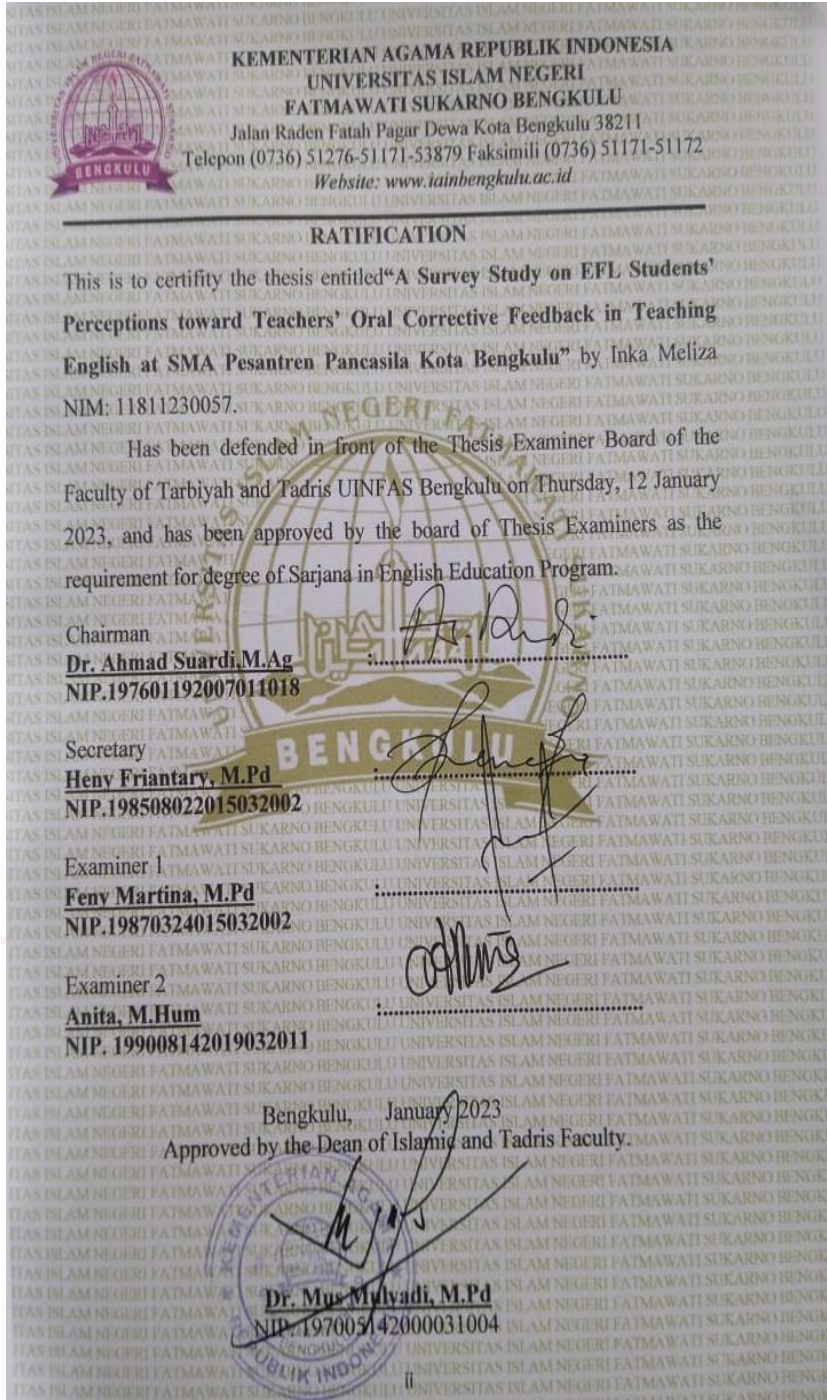 KEMENTERIAN AGAMA REPUBLIK INDONESIA
UNIVERSITAS ISLAM NEGERI
FATMAWATI SUKARNO BENGKULU
Jalan Raden Fatah Pagar Dewa Kota Bengkulu 38211
Telepon (0736) 51276-51171-53879 Faksimili (0736) 51171-51172
Website: www.iainbengkulu.ac.id
BENGKULU
RATIFICATION
This is to certifity the thesis entitled“A Survey Study on EFL Students’
Perceptions toward Teachers’ Oral Corrective Feedback in Teaching
English at SMA Pesantren Pancasila Kota Bengkulu” by Inka Meliza
NIM: 11811230057.
Has been defended in front of the Thesis Examiner Board of the
Faculty of Tarbiyah and Tadris UINFAS Bengkulu on Thursday, 12 January
2023, and has been approved by the board of Thesis Examiners as the
requirement for degree of Sarjana in English Education Program.
Chairman
Dr. Ahmad Suardi,M.Ag
NIP.197601192007011018
Secretary
Heny Friantary, M.Pd
NIP.198508022015032002
BENGKULU
Examiner 1
Feny Martina, M.Pd
NIP.19870324015032002
Examiner 2
Anita, M.Hum
NIP. 199008142019032011
Bengkulu, January 2023
Approved by the Dean of Islamic and Tadris Faculty.
KEMENTERIAN AGAMA
Dr. Mus Mulyadi, M.Pd
NIP. 197005142000031004
REPUBLIK INDONESIA
ii